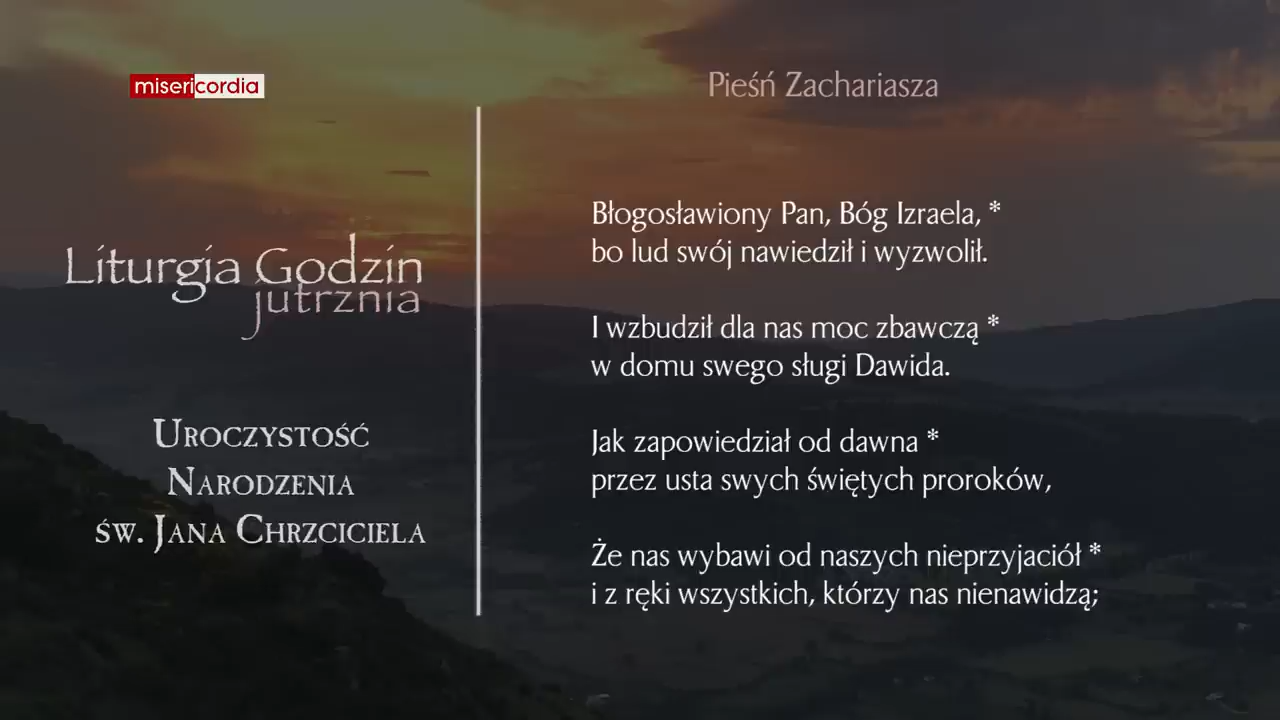 misericordia
Liturgia Godzin
jutrznia
Uroczystość
Narodzenia
św. Jana Chrzciciela
Pieśń Zachariasza
Błogosławiony Pan, Bóg Izraela, *
bo lud swój nawiedził i wyzwolił.
I wzbudził dla nas moc zbawczą *
w domu swego sługi Dawida.
Jak zapowiedział od dawna *
przez usta swych świętych proroków,
Że nas wybawi od naszych nieprzyjaciół *
i z ręki wszystkich, którzy nas nienawidzą;